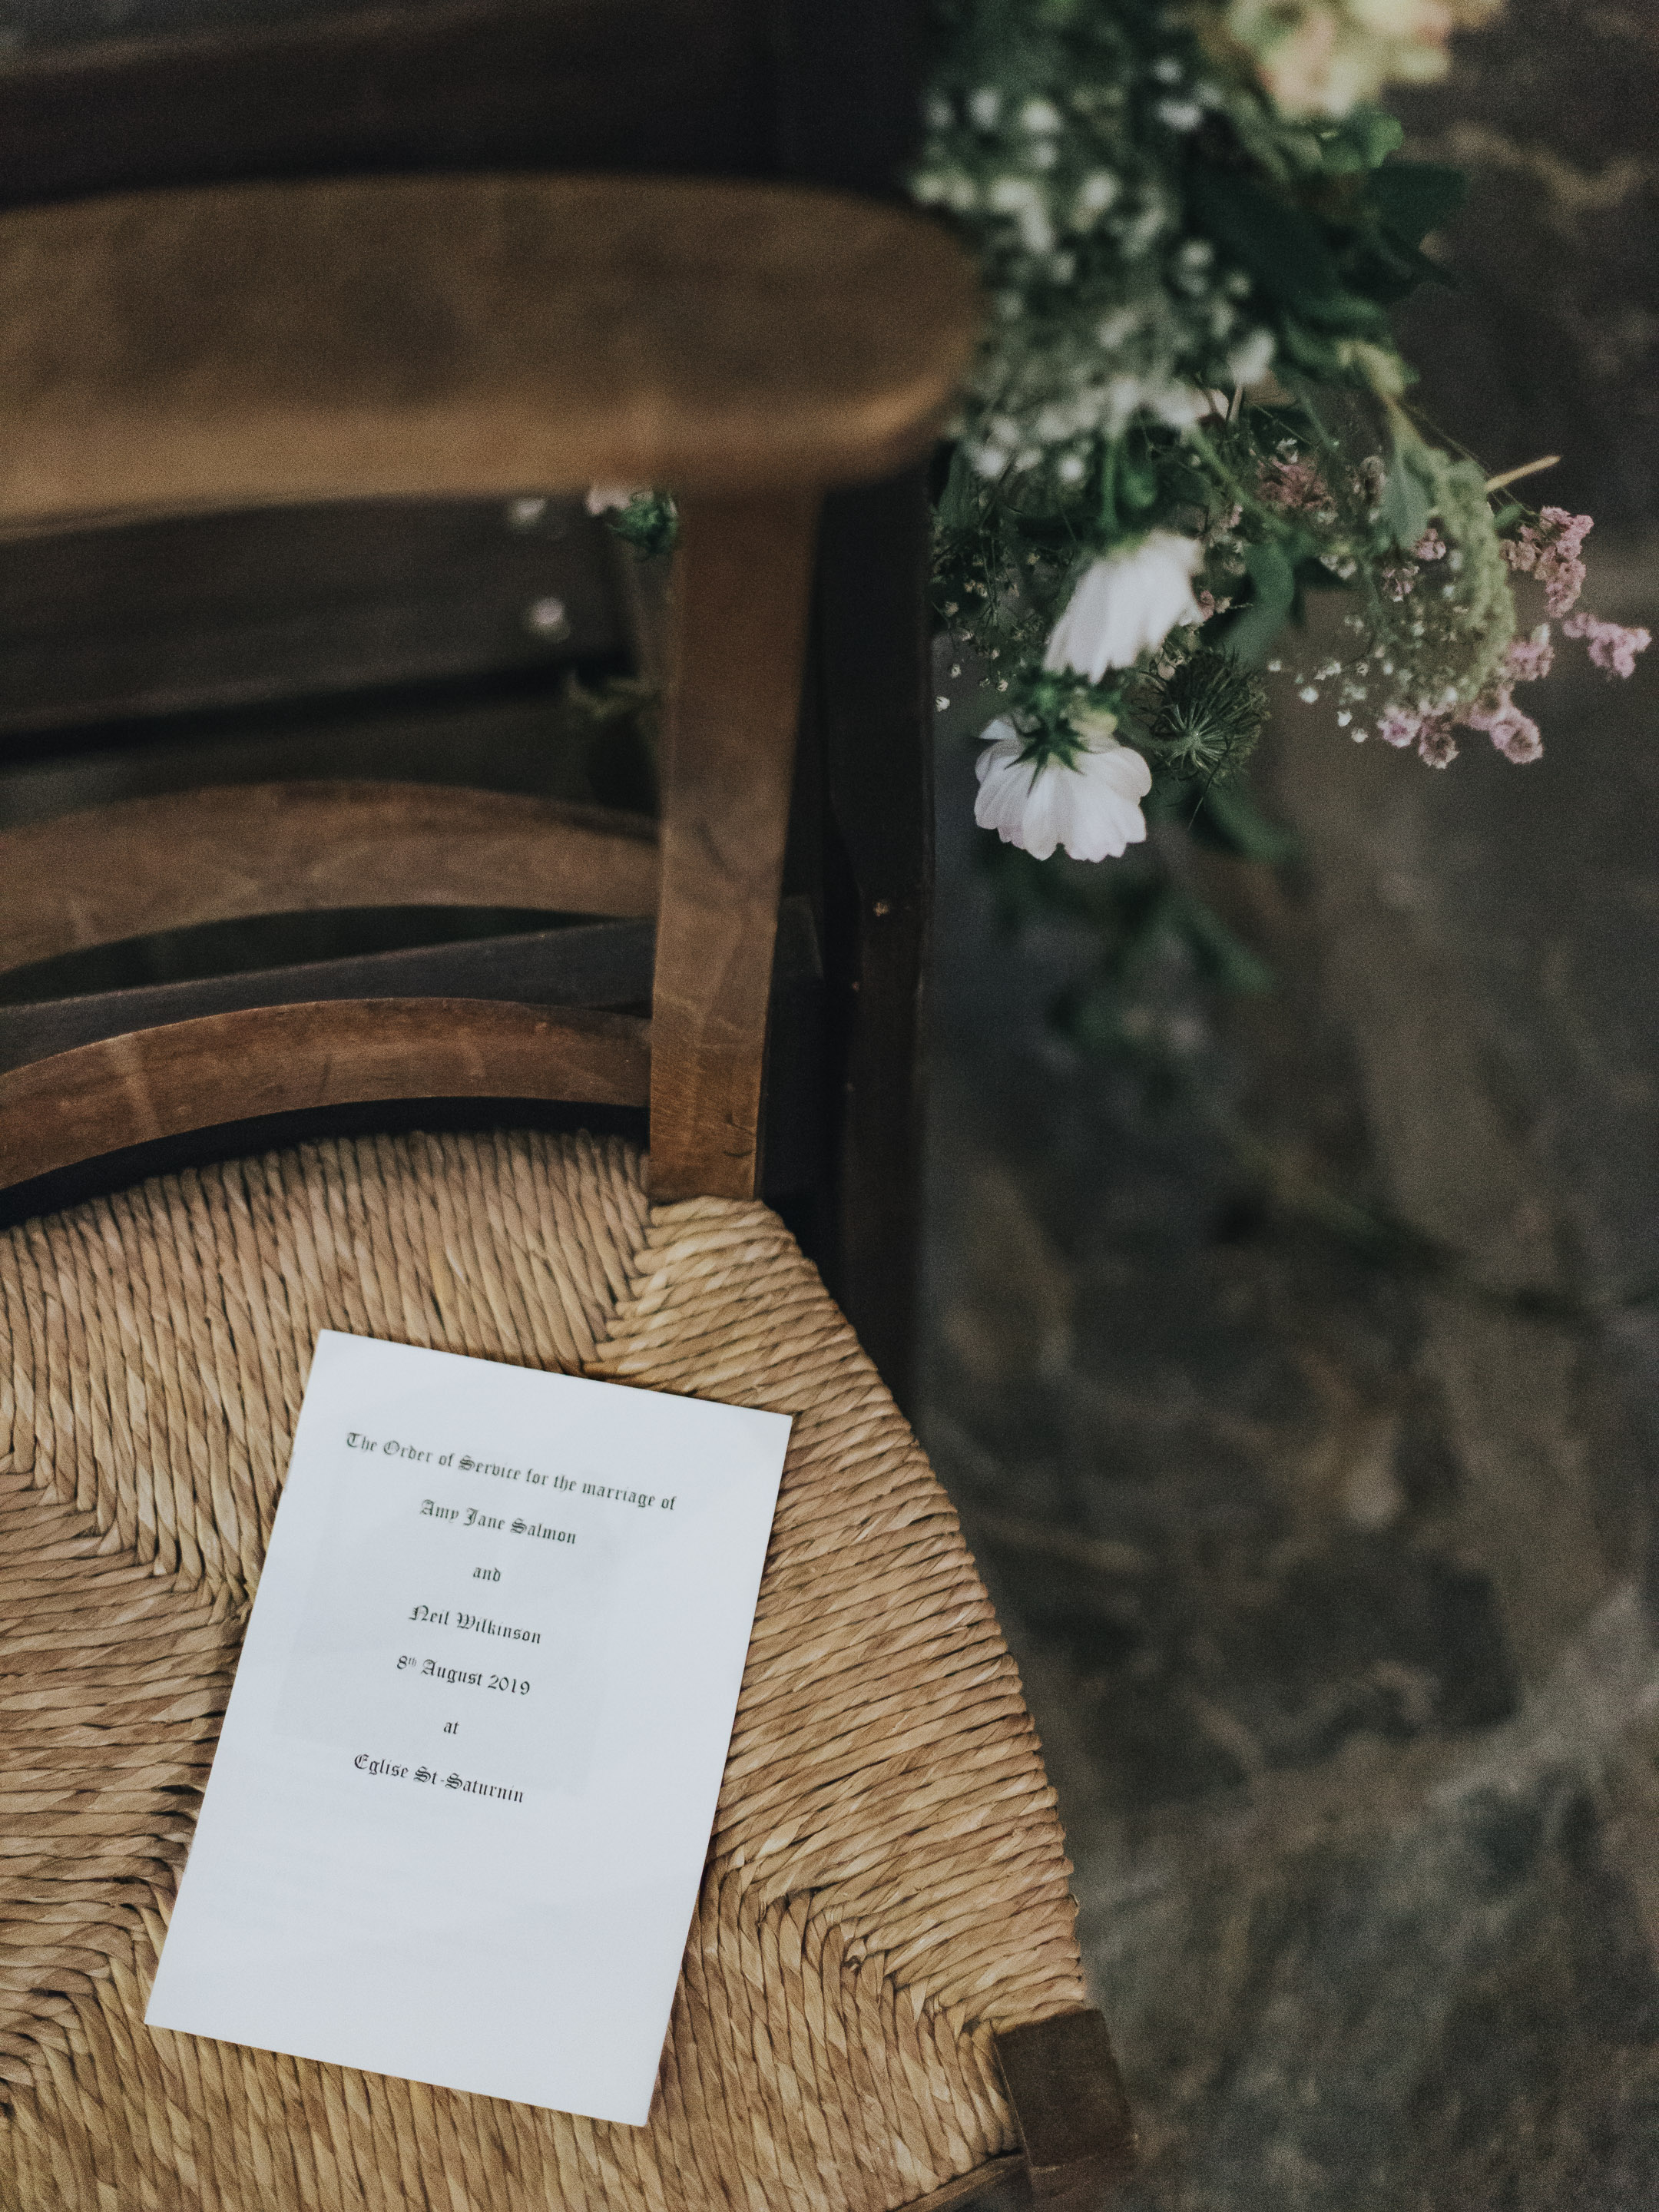 The Order of Service for the marriage of
Amy Jane Salmon
and
Neil Wilkinson
8th August 2019
at
Eglise St-Saturnin